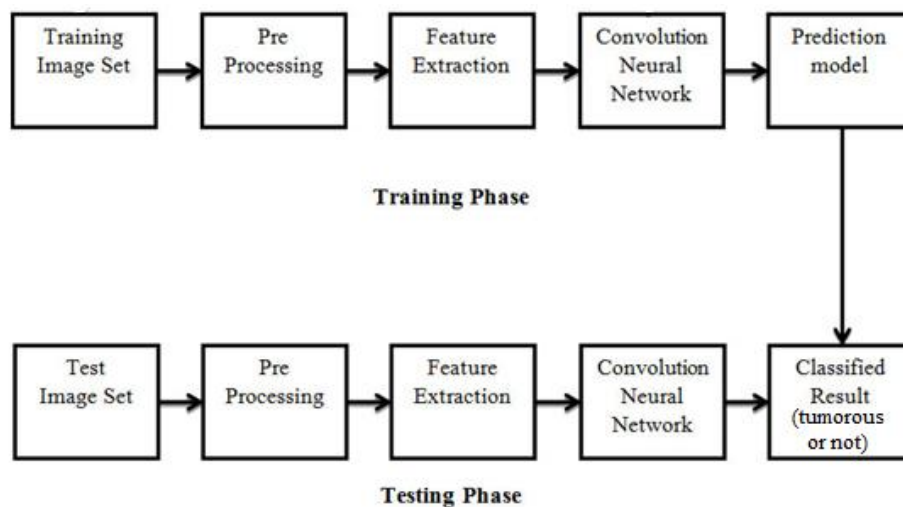 Training
Image Set
Pre
Processing
Feature
Extraction
Convolution
Neural
Network
Prediction
model
Training Phase
Test
Image Set
Pre
Processing
Feature
Extraction
Convolution
Neural
Network
Classified
Result
(tumorous
or not)
Testing Phase